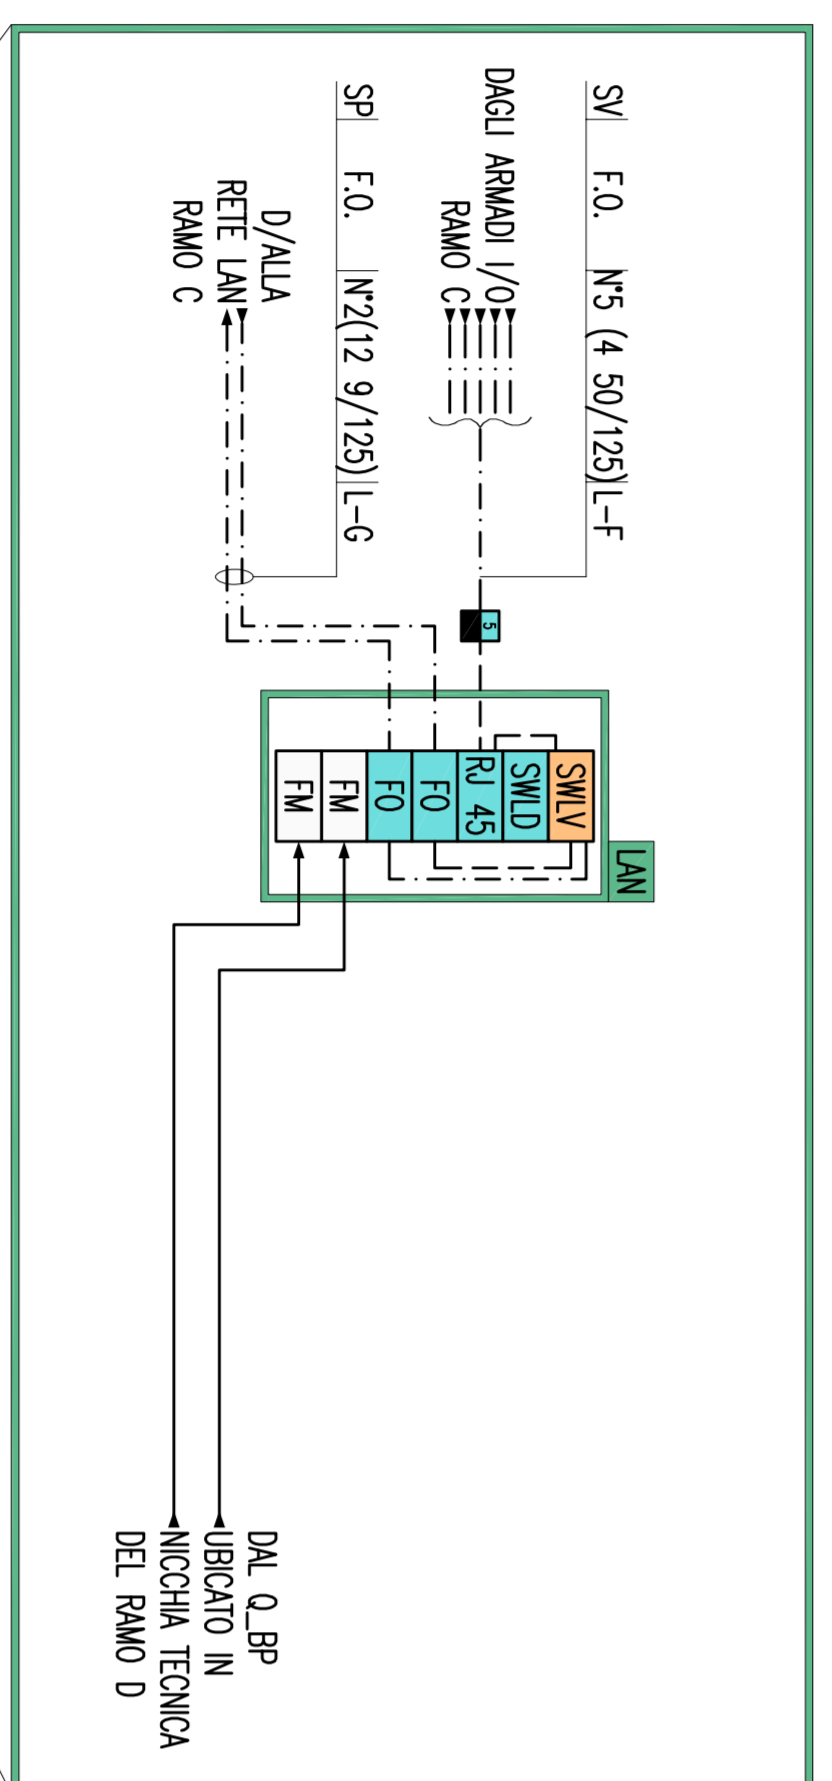 SV F.O. N°5 (4 50/125) L-F
DAGLI ARMADI I/O
RAMO C
SP F.O. N°2(12 9/125) L-G
D/ALLA
RETE LAN
RAMO C
5
LAN
SWLV
SWLD
RJ 45
FO
FO
FM
FM
DAL Q_BP
UBICATO IN
NICCHIA TECNICA
DEL RAMO D